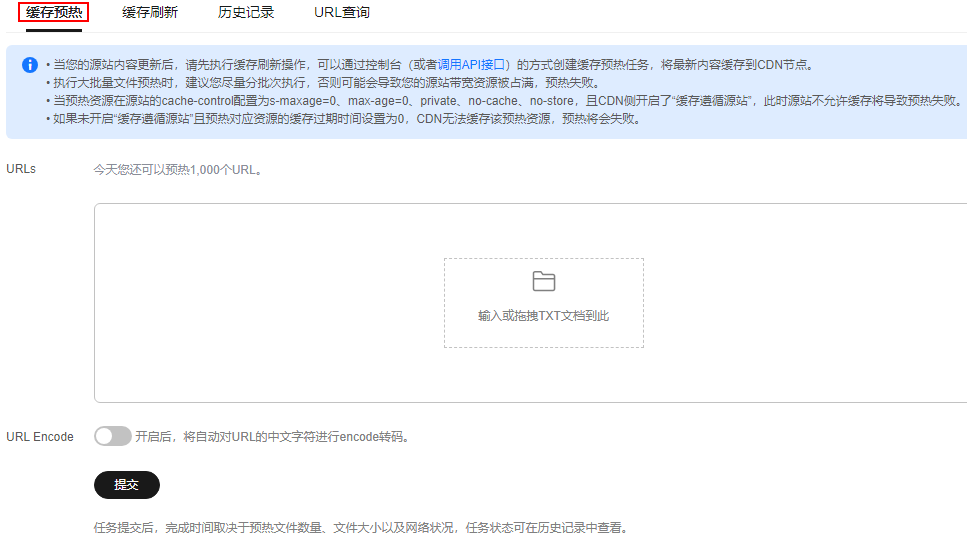 缓存预热 缓存刷新 历史记录 URL查询
• 当您的源站内容更新后，请先执行缓存刷新操作，可以通过控制台（或者调用API接口）的方式创建缓存预热任务，将最新内容缓存到CDN节点。
• 执行大批量文件预热时，建议您尽量分批次执行，否则可能会导致您的源站带宽资源被占满，预热失败。
• 当预热资源在源站的cache-control配置为s-maxage=0、max-age=0、private、no-cache、no-store，且CDN侧开启了“缓存遵循源站”，此时源站不允许缓存将导致预热失败。
• 如果未开启“缓存遵循源站”且预热对应资源的缓存过期时间设置为0，CDN无法缓存该预热资源，预热将会失败。
URLs 今天您还可以预热1,000个URL。
输入或拖拽TXT文档到此
URL Encode 开启后，将自动对URL的中文字符进行encode转码。
提交
任务提交后，完成时间取决于预热文件数量、文件大小以及网络状况，任务状态可在历史记录中查看。